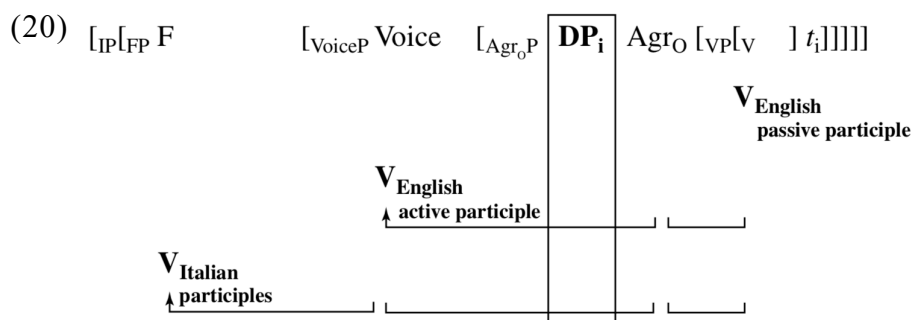 (20) [IP[FP F [VoiceP Voice [AgrOP DPi AgrO [VP[V ] ti]]]]]
VEnglish
passive participle
VEnglish
active participle
VItalian
participles